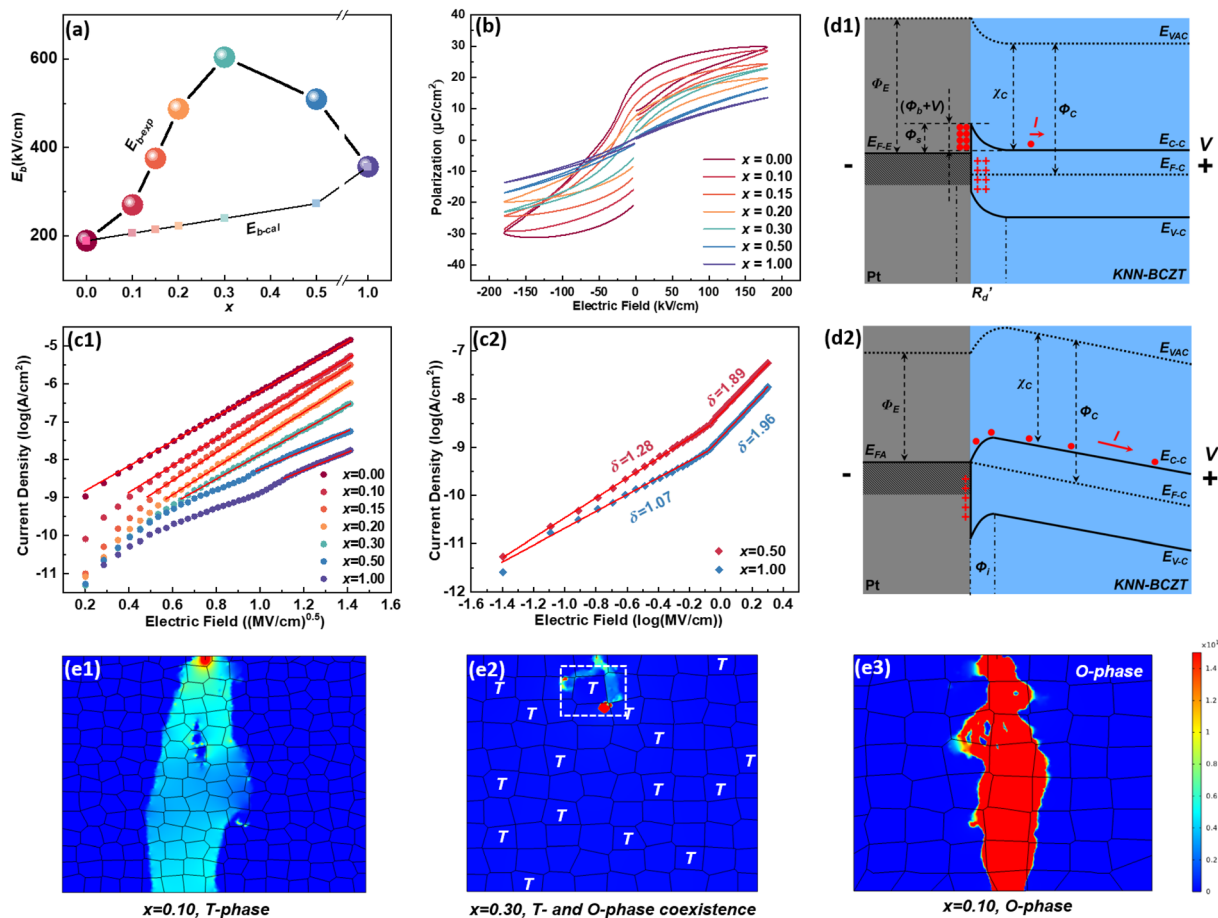 (a)
E_b(kV/cm)
600
400
200
E_b-exp
E_b-cal
0.0 0.1 0.2 0.3 0.4 0.5 1.0
x
(b)
Polarization (μC/cm²)
40
30
20
10
0
-10
-20
-30
-40
x = 0.00
x = 0.10
x = 0.15
x = 0.20
x = 0.30
x = 0.50
x = 1.00
-200 -150 -100 -50 0 50 100 150 200
Electric Field (kV/cm)
(d1)
E_VAC
Φ_E
χ_C
Φ_C
(Φ_b+V)
Φ_s
I
E_F-E
E_C-C
V
- +
E_F-C
E_V-C
Pt
KNN-BCZT
R_d'
(c1)
Current Density (log(A/cm²))
-5
-6
-7
-8
-9
-10
-11
x=0.00
x=0.10
x=0.15
x=0.20
x=0.30
x=0.50
x=1.00
0.0 0.2 0.4 0.6 0.8 1.0 1.2 1.4 1.6
Electric Field ((MV/cm)^0.5)
(c2)
Current Density (log(A/cm²))
-7
-8
-9
-10
-11
-12
δ=1.89
δ=1.28
δ=1.96
δ=1.07
x=0.50
x=1.00
-1.6 -1.4 -1.2 -1.0 -0.8 -0.6 -0.4 -0.2 0.0 0.2 0.4
Electric Field (log(MV/cm))
(d2)
E_VAC
Φ_E
χ_C
Φ_C
I
E_FA
E_C-C
V
- +
E_F-C
E_V-C
Φ_i
Pt
KNN-BCZT
(e1)
x=0.10, T-phase
(e2)
T T
T
T T
T
T T
T T T
T
T T
T
T
x=0.30, T- and O-phase coexistence
(e3)
O-phase
x=0.10, O-phase
1.4
1.2
1
0.8
0.6
0.4
0.2
0